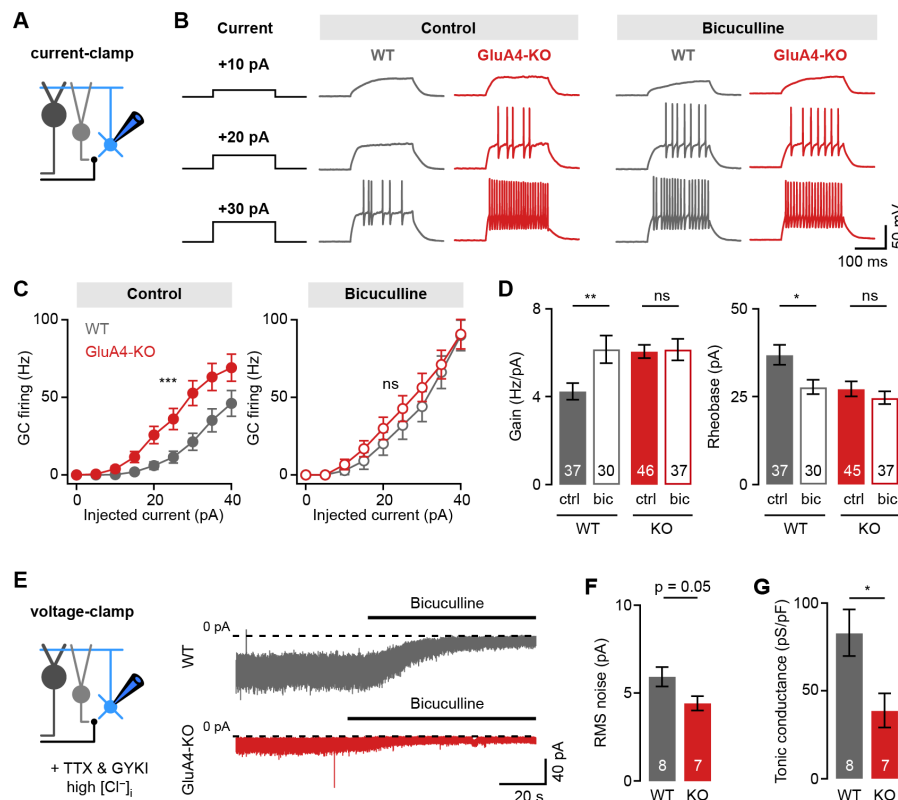 A
current-clamp
B
Current
Control
Bicuculline
WT
GluA4-KO
WT
GluA4-KO
+10 pA
+20 pA
+30 pA
50 mV
100 ms
C
Control
Bicuculline
GC firing (Hz)
100
50
0
WT
GluA4-KO
***
0
20
40
Injected current (pA)
GC firing (Hz)
100
50
0
ns
0
20
40
Injected current (pA)
D
Gain (Hz/pA)
8
4
0
**
ns
37
30
46
37
ctrl
bic
ctrl
bic
WT
KO
Rheobase (pA)
50
25
0
*
ns
37
30
45
37
ctrl
bic
ctrl
bic
WT
KO
E
voltage-clamp
+ TTX & GYKI
high [Cl⁻]ᵢ
Bicuculline
0 pA
WT
Bicuculline
0 pA
GluA4-KO
40 pA
20 s
F
p = 0.05
RMS noise (pA)
10
5
0
8
7
WT
KO
G
*
Tonic conductance (pS/pF)
100
50
0
8
7
WT
KO